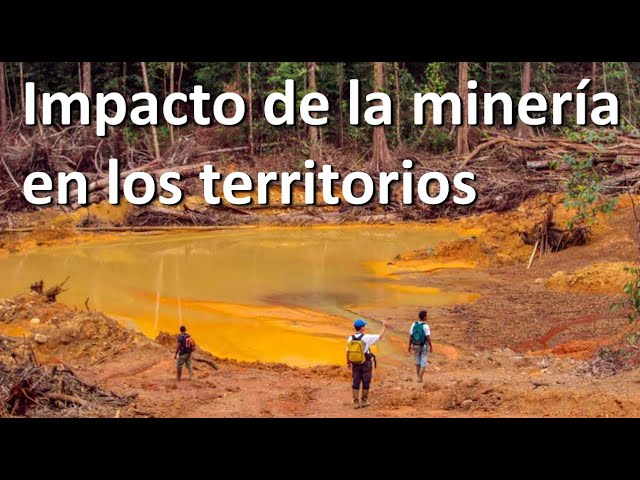 Impacto de la minería
en los territorios